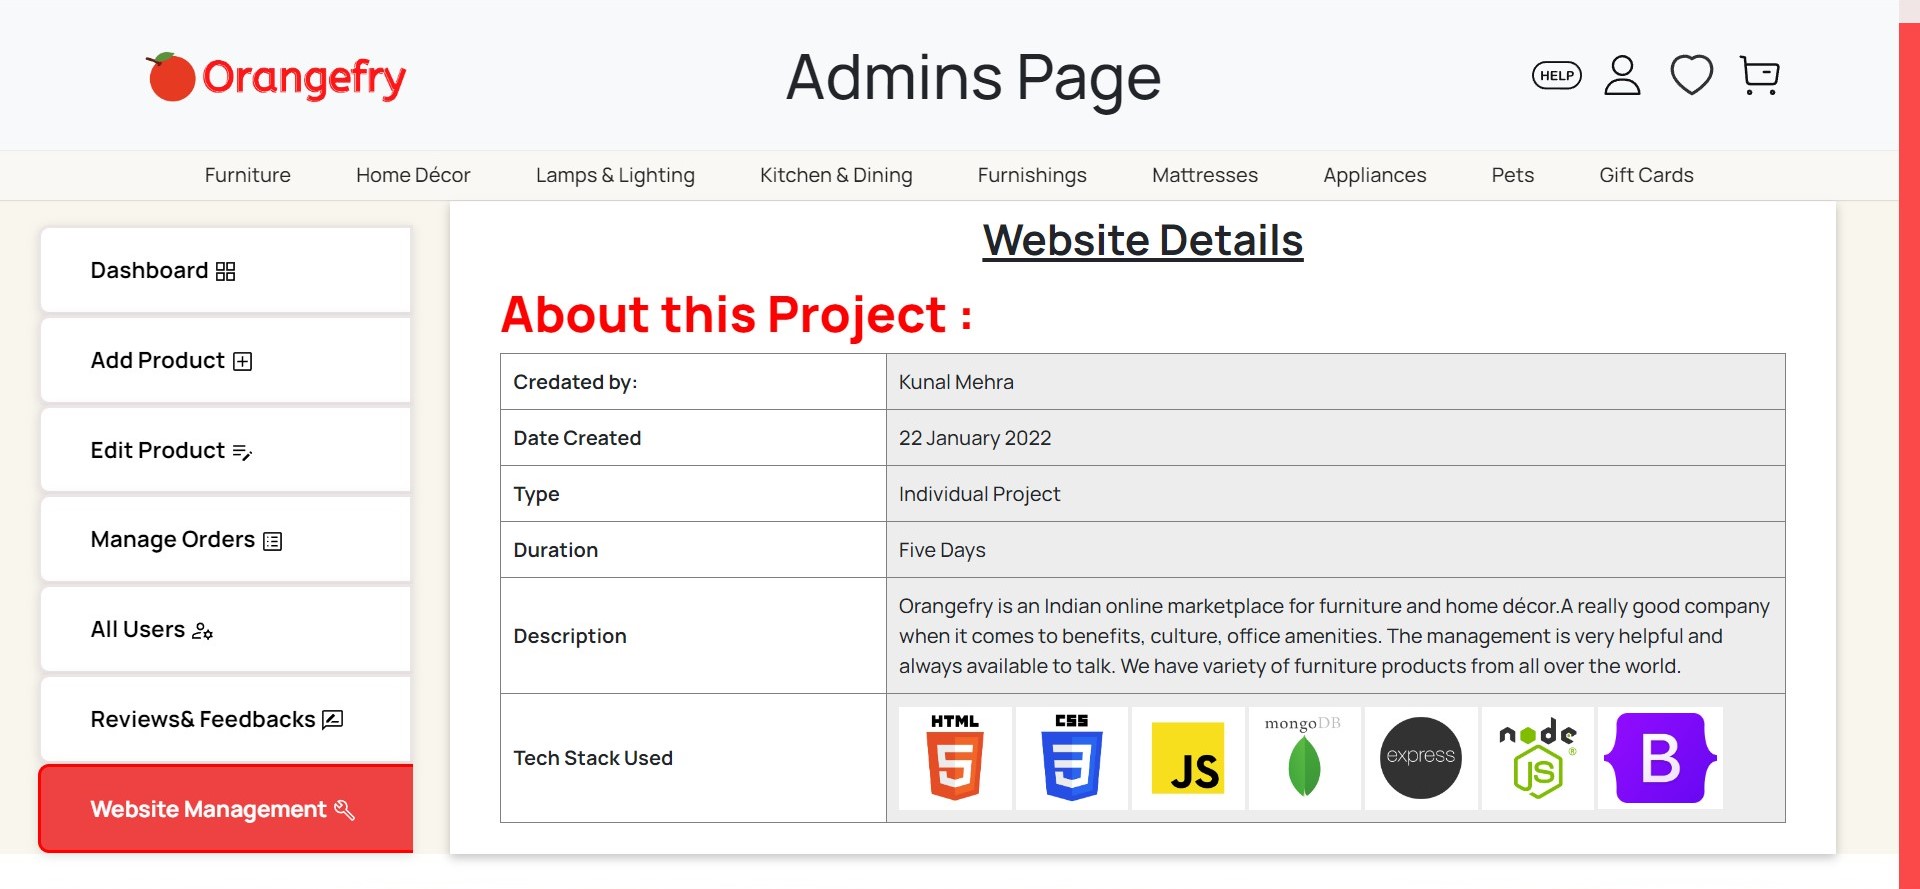 Orangefry
Admins Page
HELP
Furniture
Home Décor
Lamps & Lighting
Kitchen & Dining
Furnishings
Mattresses
Appliances
Pets
Gift Cards
Dashboard
Add Product
Edit Product
Manage Orders
All Users
Reviews& Feedbacks
Website Management
Website Details
About this Project :
Credated by:
Kunal Mehra
Date Created
22 January 2022
Type
Individual Project
Duration
Five Days
Description
Orangefry is an Indian online marketplace for furniture and home décor.A really good company
when it comes to benefits, culture, office amenities. The management is very helpful and
always available to talk. We have variety of furniture products from all over the world.
Tech Stack Used
HTML
5
CSS
3
JS
mongoDB
express
node
JS
®
B